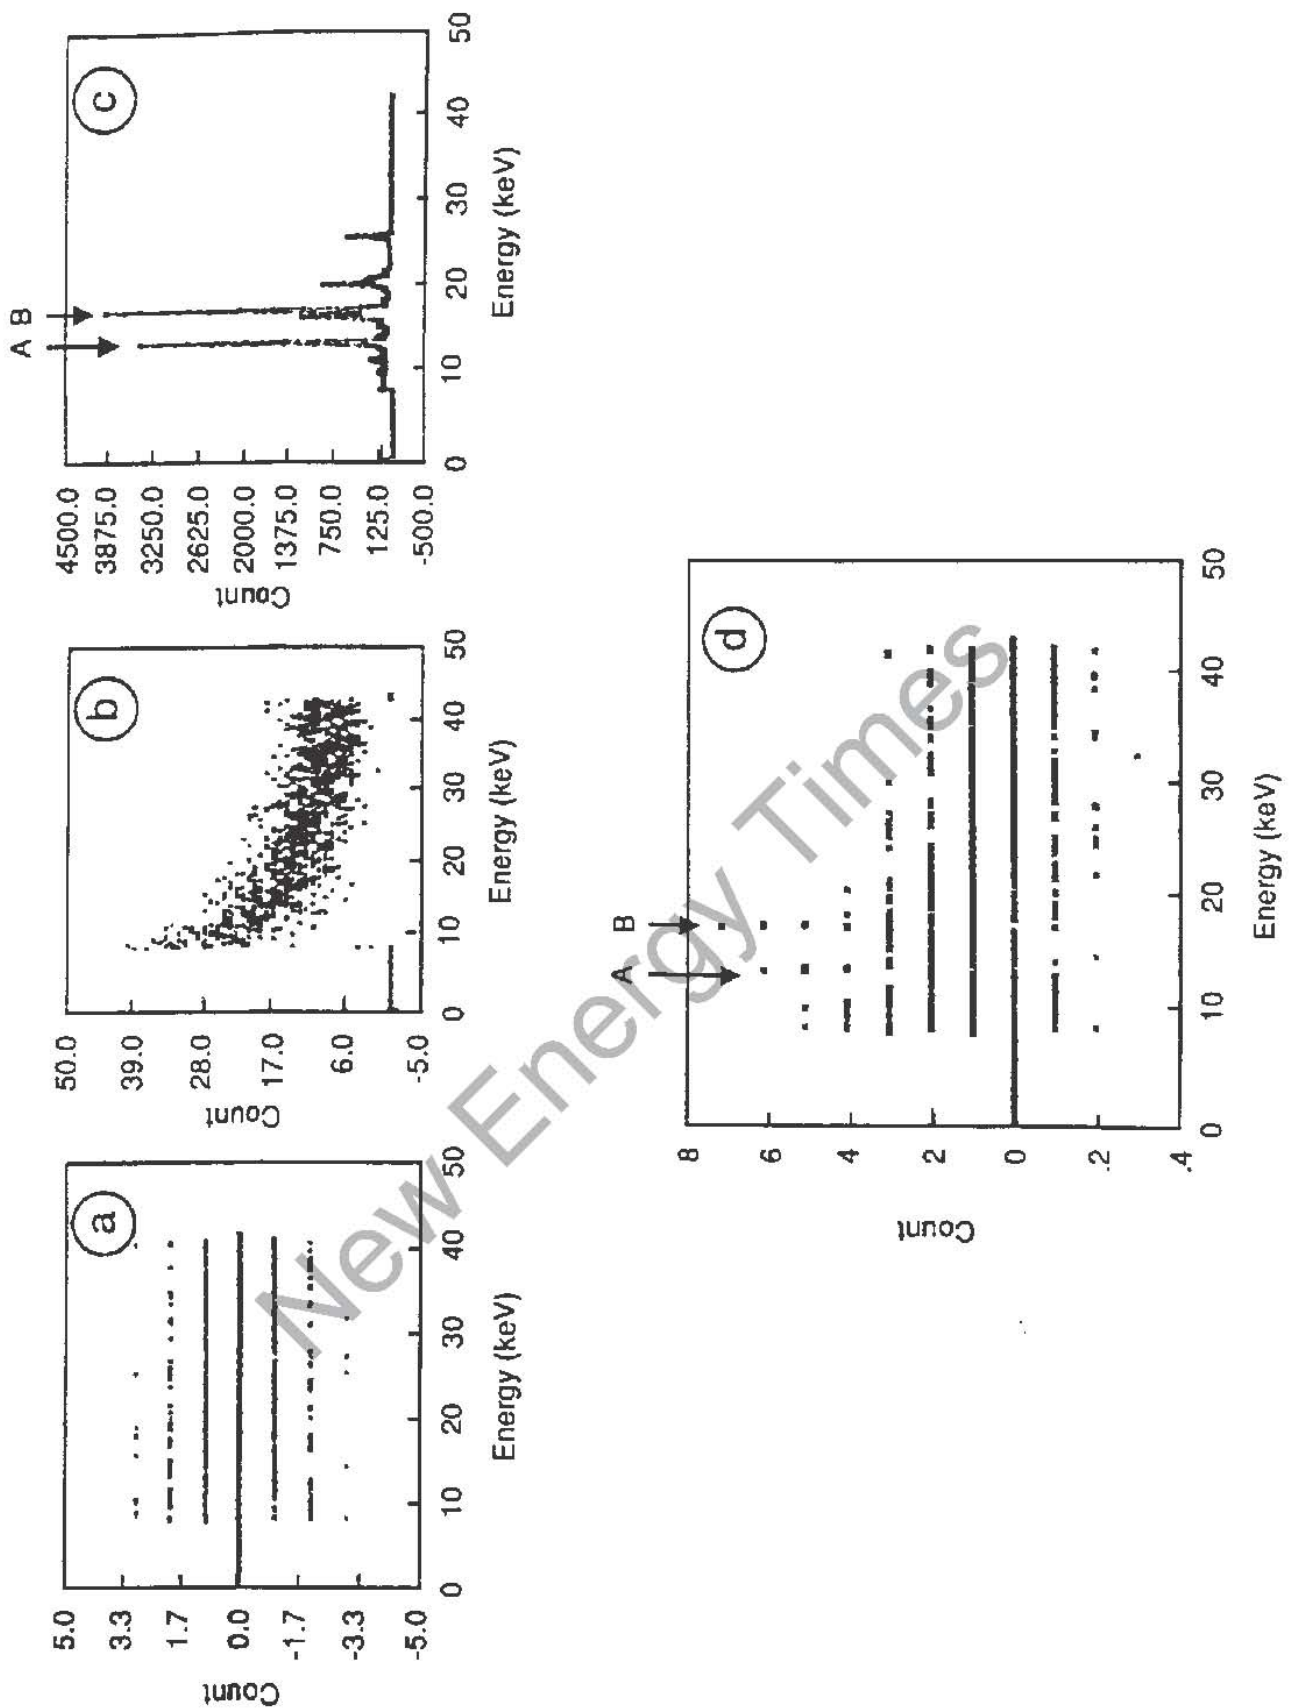 a
5.0
3.3
1.7
0.0
-1.7
-3.3
-5.0
Count
0 10 20 30 40 50
Energy (keV)
b
50.0
39.0
28.0
17.0
6.0
-5.0
Count
0 10 20 30 40 50
Energy (keV)
A B
c
4500.0
3875.0
3250.0
2625.0
2000.0
1375.0
750.0
125.0
-500.0
Count
0 10 20 30 40 50
Energy (keV)
A B
d
8
6
4
2
0
.2
.4
Count
0 10 20 30 40 50
Energy (keV)
New Energy Times